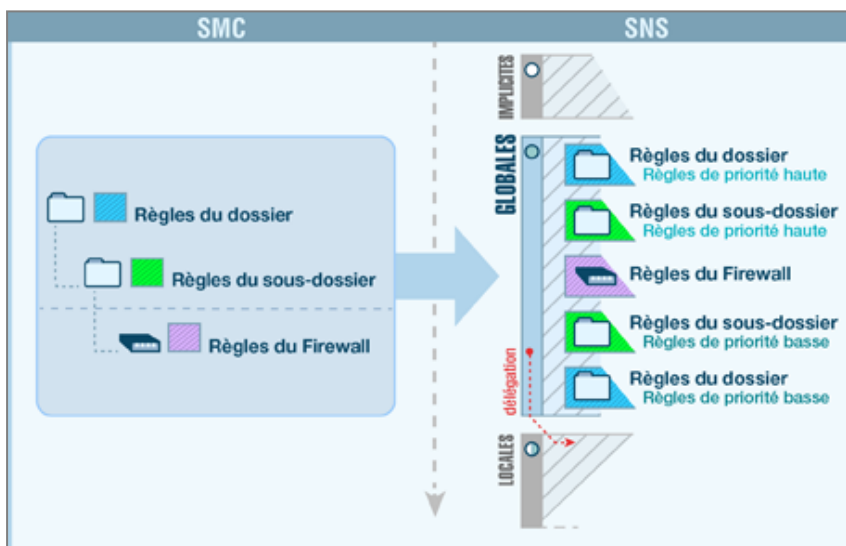 SMC
SNS
Règles du dossier
Règles du sous-dossier
Règles du Firewall
IMPLICITES
GLOBALES
Règles du dossier
Règles de priorité haute
Règles du sous-dossier
Règles de priorité haute
Règles du Firewall
Règles du sous-dossier
Règles de priorité basse
Règles du dossier
Règles de priorité basse
délégation
LOCALES